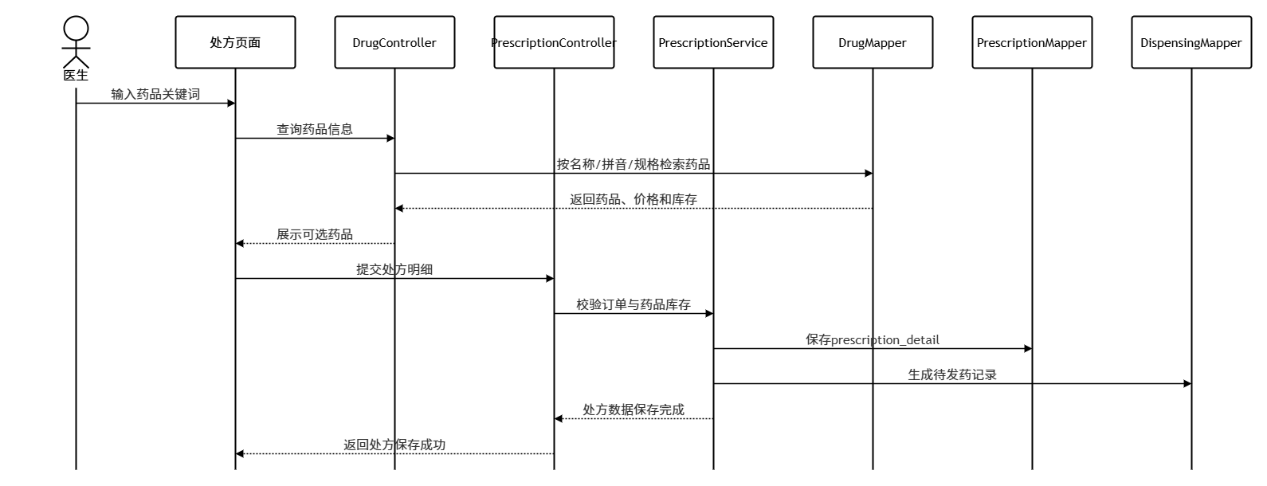 医生
处方页面
DrugController
PrescriptionController
PrescriptionService
DrugMapper
PrescriptionMapper
DispensingMapper
输入药品关键词
查询药品信息
按名称/拼音/规格检索药品
返回药品、价格和库存
展示可选药品
提交处方明细
校验订单与药品库存
保存prescription_detail
生成待发药记录
处方数据保存完成
返回处方保存成功